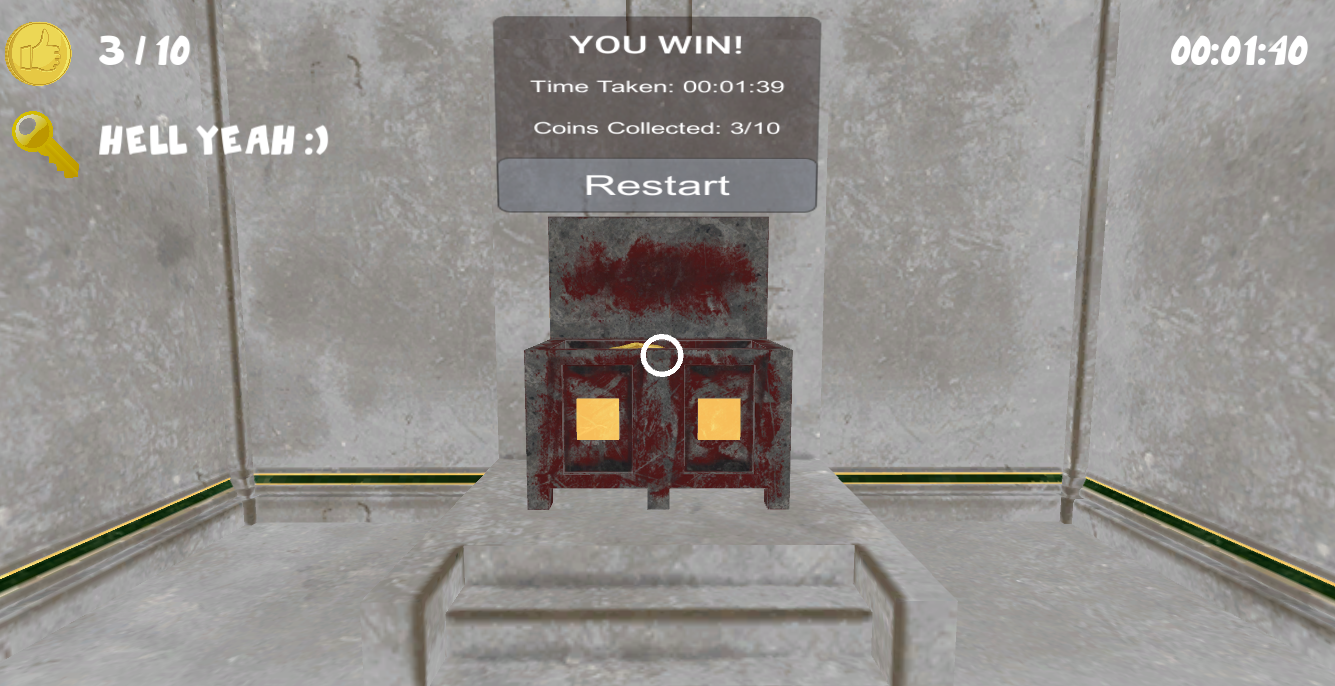 3 / 10
HELL YEAH :)
YOU WIN!
Time Taken: 00:01:39
Coins Collected: 3/10
Restart
00:01:40